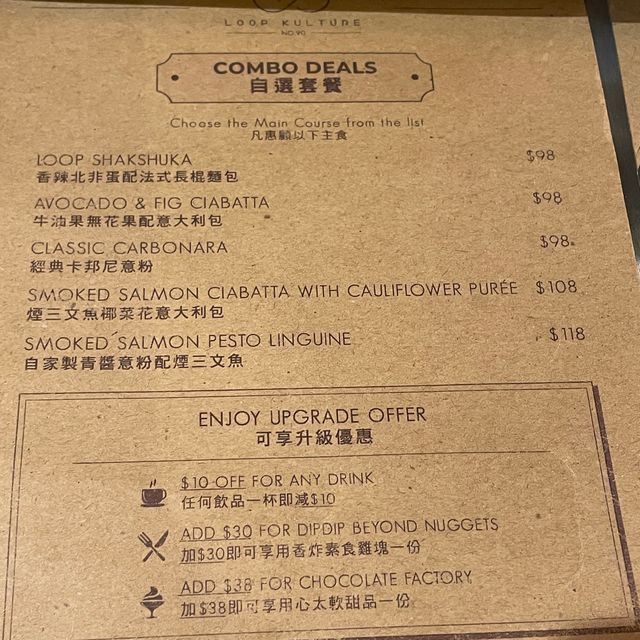 LOOP KULTURE
NO.90
COMBO DEALS
自選套餐
Choose the Main Course from the list
凡惠顧以下主食
LOOP SHAKSHUKA $98
香辣北非蛋配法式長棍麵包
AVOCADO & FIG CIABATTA $98
牛油果無花果配意大利包
CLASSIC CARBONARA $98
經典卡邦尼意粉
SMOKED SALMON CIABATTA WITH CAULIFLOWER PURÉE $108
煙三文魚椰菜花意大利包
SMOKED SALMON PESTO LINGUINE $118
自家製青醬意粉配煙三文魚
ENJOY UPGRADE OFFER
可享升級優惠
$10 OFF FOR ANY DRINK
任何飲品一杯即減$10
ADD $30 FOR DIPDIP BEYOND NUGGETS
加$30即可享用香炸素食雞塊一份
ADD $38 FOR CHOCOLATE FACTORY
加$38即可享用心太軟甜品一份